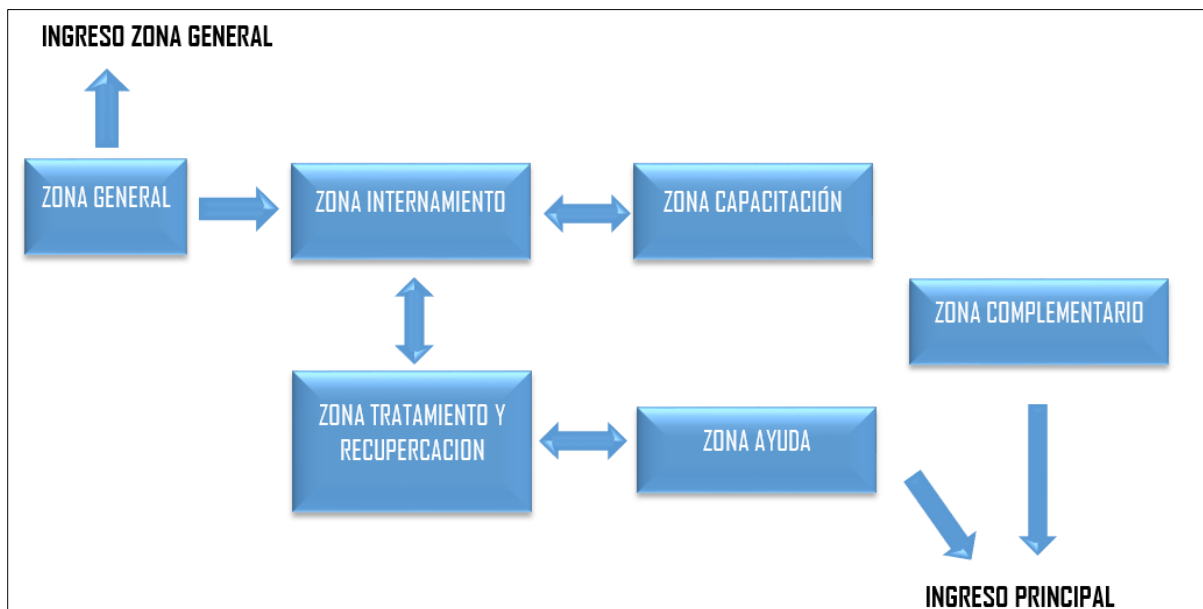 INGRESO ZONA GENERAL
ZONA GENERAL
ZONA INTERNAMIENTO
ZONA CAPACITACIÓN
ZONA COMPLEMENTARIO
ZONA TRATAMIENTO Y
RECUPERCACION
ZONA AYUDA
INGRESO PRINCIPAL